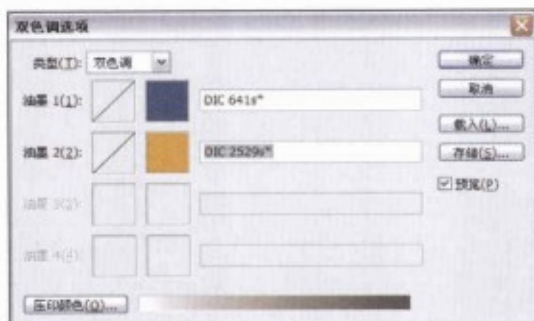 双色调选项
类型(T): 双色调
确定
油墨 1(1): DIC 641s*
取消
载入(L)...
油墨 2(2): DIC 2529s*
存储(S)...
预览(P)
油墨 3(3):
油墨 4(4):
压印颜色(O)...